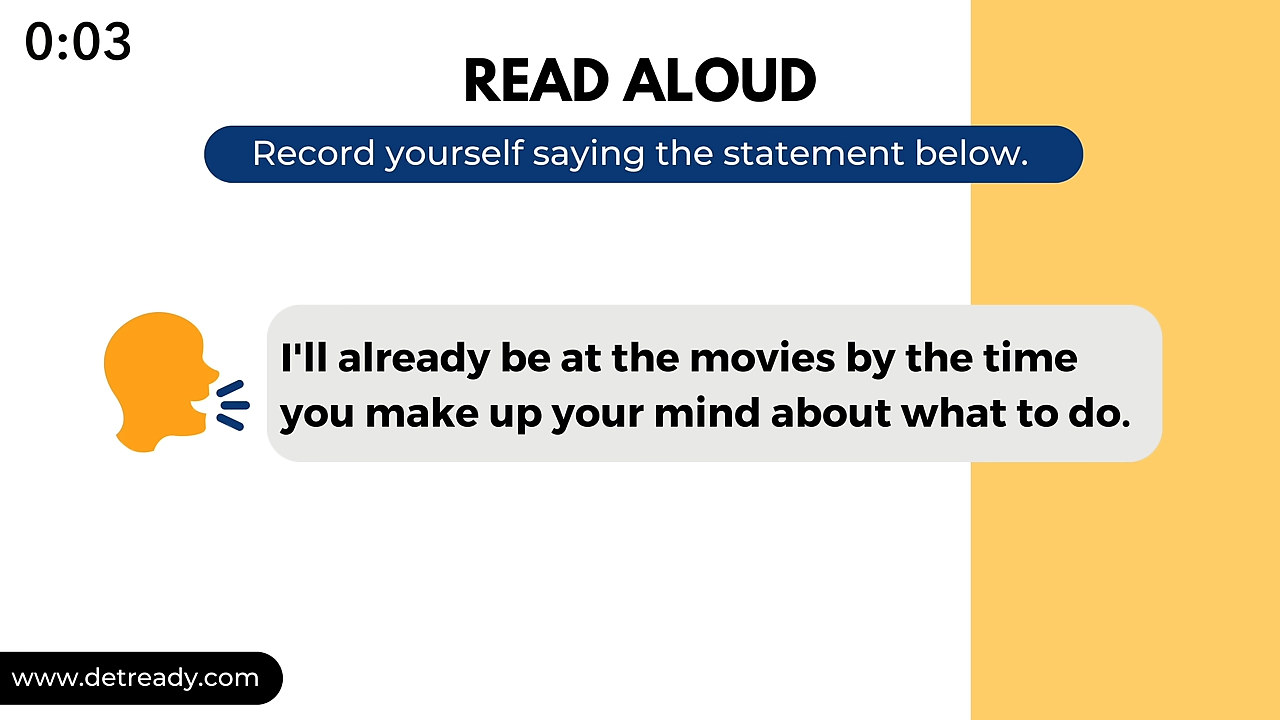 0:03
READ ALOUD
Record yourself saying the statement below.
I'll already be at the movies by the time
you make up your mind about what to do.
www.detready.com